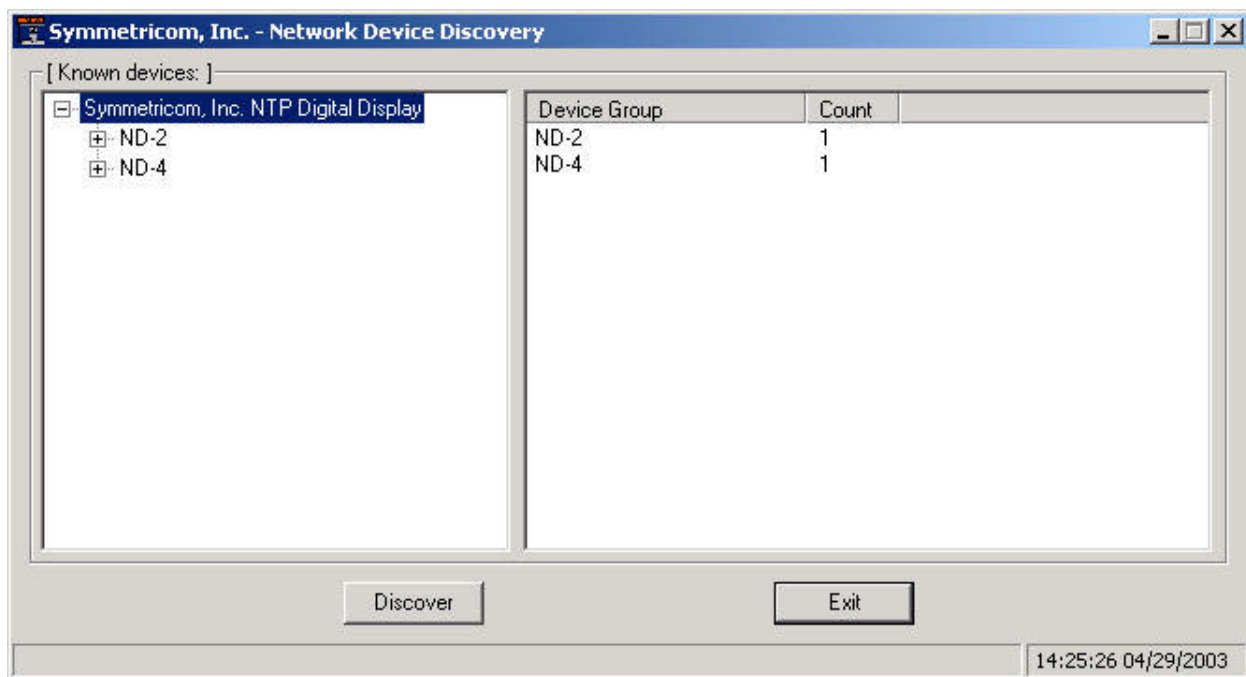 Symmetricom, Inc. - Network Device Discovery
[ Known devices: ]
Symmetricom, Inc. NTP Digital Display
ND-2
ND-4
Device Group Count
ND-2 1
ND-4 1
Discover
Exit
14:25:26 04/29/2003